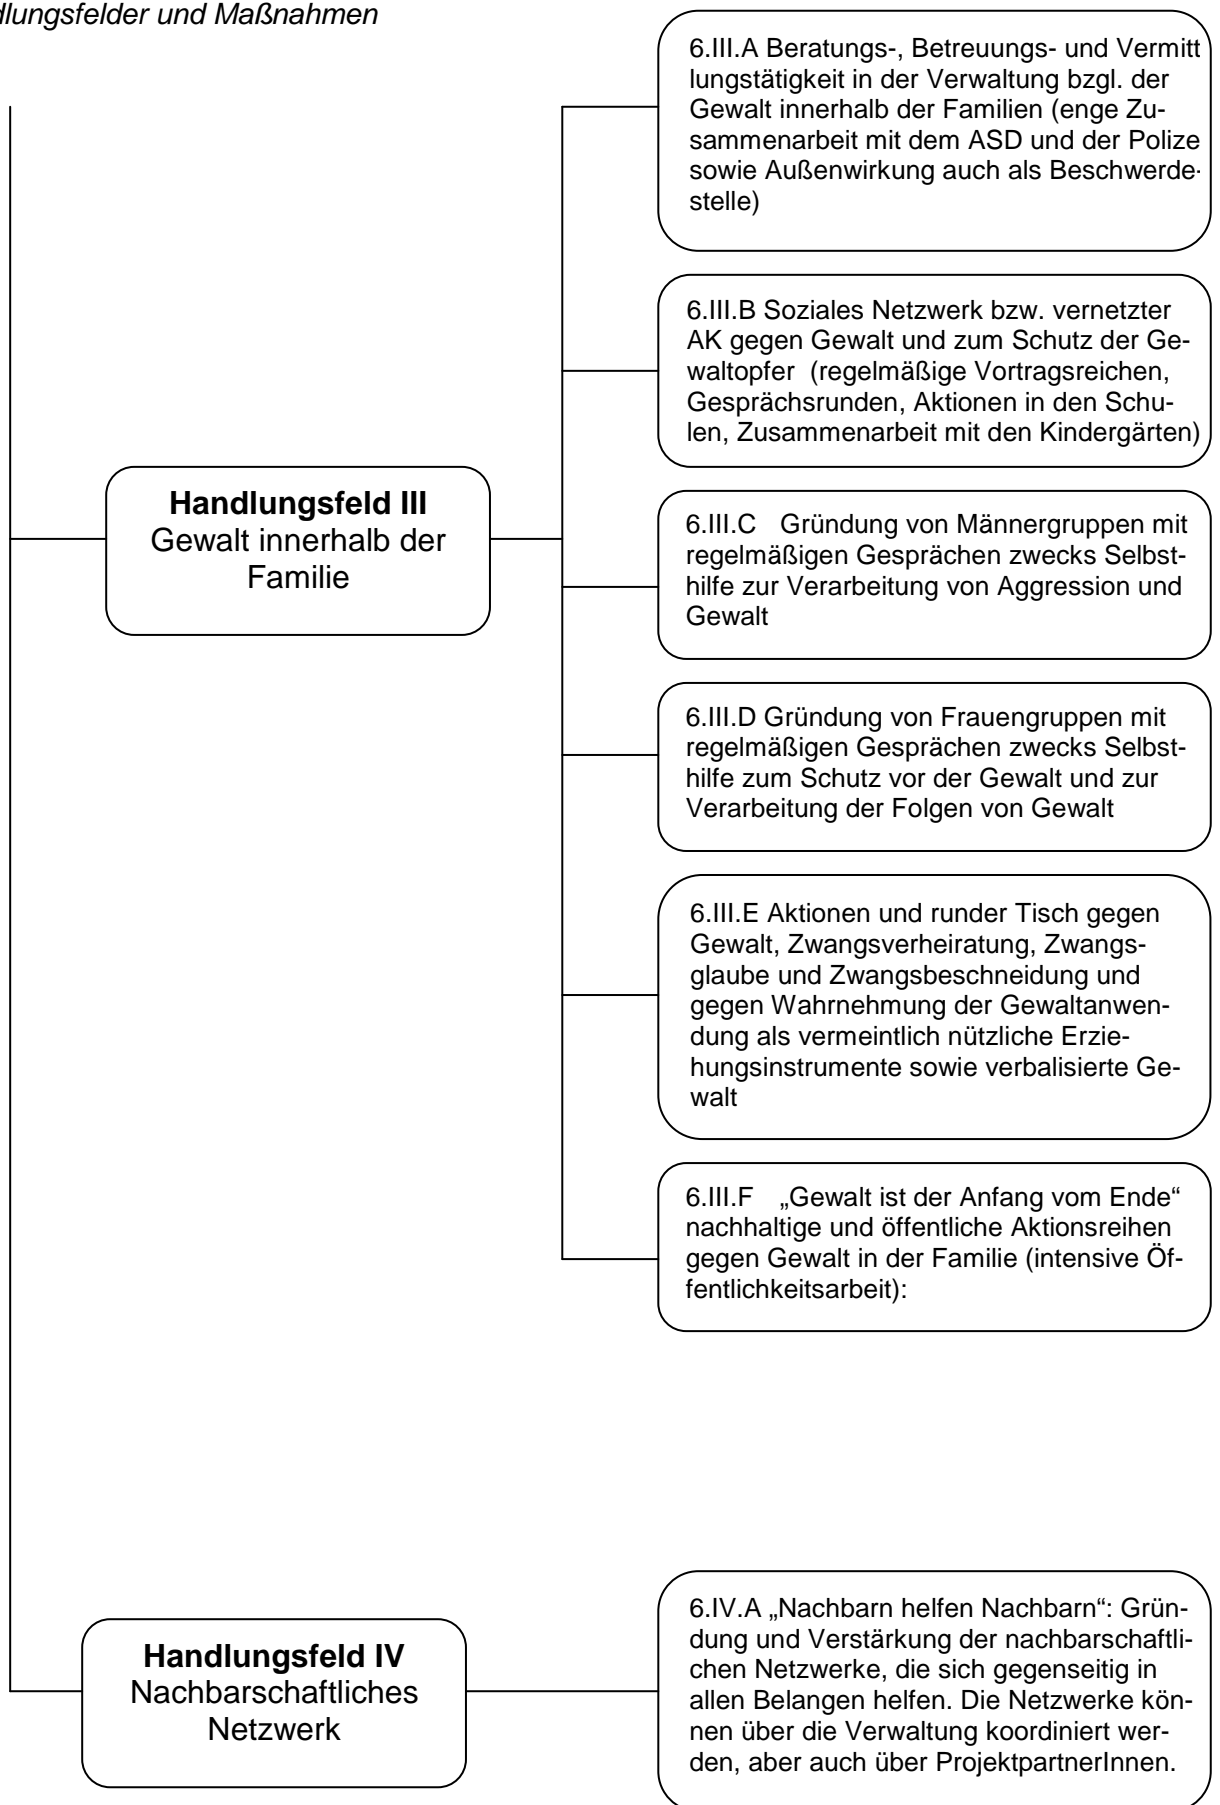 dlungsfelder und Maßnahmen
6.III.A Beratungs-, Betreuungs- und Vermitt
lungstätigkeit in der Verwaltung bzgl. der
Gewalt innerhalb der Familien (enge Zu-
sammenarbeit mit dem ASD und der Polize
sowie Außenwirkung auch als Beschwerde-
stelle)
6.III.B Soziales Netzwerk bzw. vernetzter
AK gegen Gewalt und zum Schutz der Ge-
waltopfer (regelmäßige Vortragsreichen,
Gesprächsrunden, Aktionen in den Schu-
len, Zusammenarbeit mit den Kindergärten)
Handlungsfeld III
Gewalt innerhalb der
Familie
6.III.C Gründung von Männergruppen mit
regelmäßigen Gesprächen zwecks Selbst-
hilfe zur Verarbeitung von Aggression und
Gewalt
6.III.D Gründung von Frauengruppen mit
regelmäßigen Gesprächen zwecks Selbst-
hilfe zum Schutz vor der Gewalt und zur
Verarbeitung der Folgen von Gewalt
6.III.E Aktionen und runder Tisch gegen
Gewalt, Zwangsverheiratung, Zwangs-
glaube und Zwangsbeschneidung und
gegen Wahrnehmung der Gewaltanwen-
dung als vermeintlich nützliche Erzie-
hungsinstrumente sowie verbalisierte Ge-
walt
6.III.F „Gewalt ist der Anfang vom Ende“
nachhaltige und öffentliche Aktionsreihen
gegen Gewalt in der Familie (intensive Öf-
fentlichkeitsarbeit):
Handlungsfeld IV
Nachbarschaftliches
Netzwerk
6.IV.A „Nachbarn helfen Nachbarn“: Grün-
dung und Verstärkung der nachbarschaftli-
chen Netzwerke, die sich gegenseitig in
allen Belangen helfen. Die Netzwerke kön-
nen über die Verwaltung koordiniert wer-
den, aber auch über ProjektpartnerInnen.